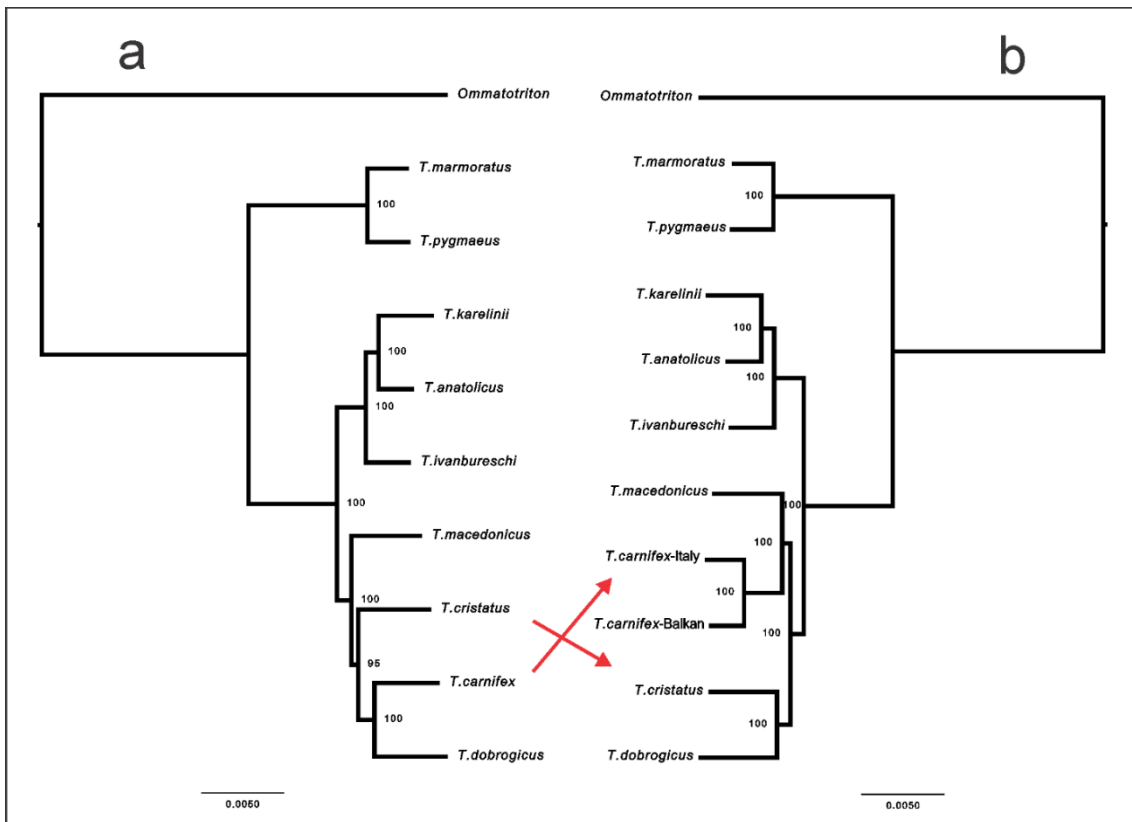 a
Ommatotriton
T.marmoratus
100
T.pygmaeus
T.karelinii
100
T.anatolicus
100
T.ivanbureschi
100
T.macedonicus
100
T.cristatus
95
T.carnifex
100
T.dobrogicus
0.0050
b
Ommatotriton
T.marmoratus
100
T.pygmaeus
T.karelinii
100
T.anatolicus
100
T.ivanbureschi
T.macedonicus
100
100
T.carnifex-Italy
100
T.carnifex-Balkan
100
T.cristatus
100
T.dobrogicus
0.0050